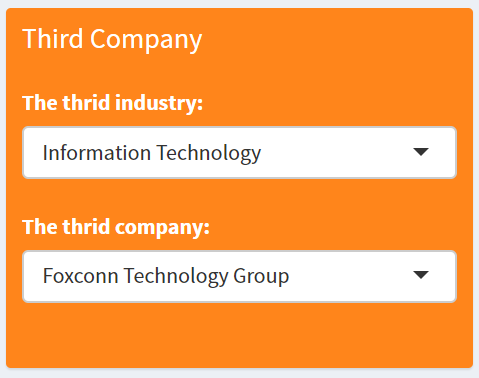 Third Company
The thrid industry:
Information Technology
The thrid company:
Foxconn Technology Group